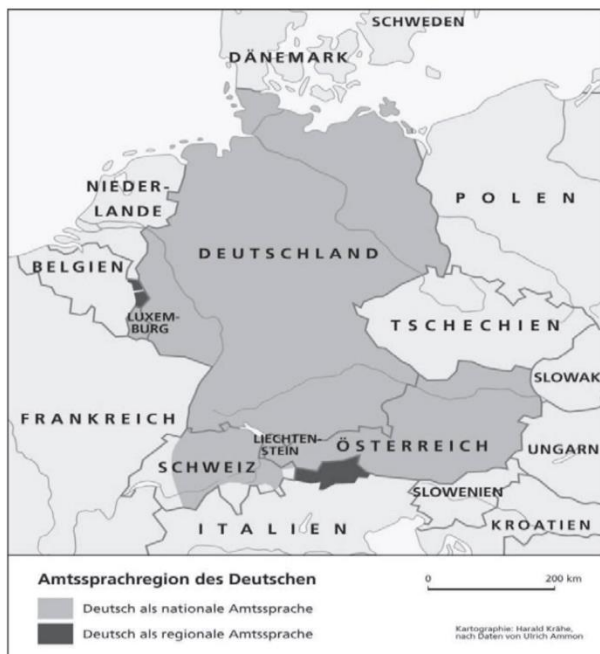 SCHWEDEN
DÄNEMARK
NIEDER-
LANDE
POLEN
DEUTSCHLAND
BELGIEN
LUXEM-
BURG
TSCHECHIEN
SLOWAK
FRANKREICH
LIECHTEN-
STEIN
ÖSTERREICH
UNGARN
SCHWEIZ
SLOWENIEN
KROATIEN
ITALIEN
Amtssprachregion des Deutschen
Deutsch als nationale Amtssprache
Deutsch als regionale Amtssprache
0 200 km
Kartographie: Harald Krähe,
nach Daten von Ulrich Ammon